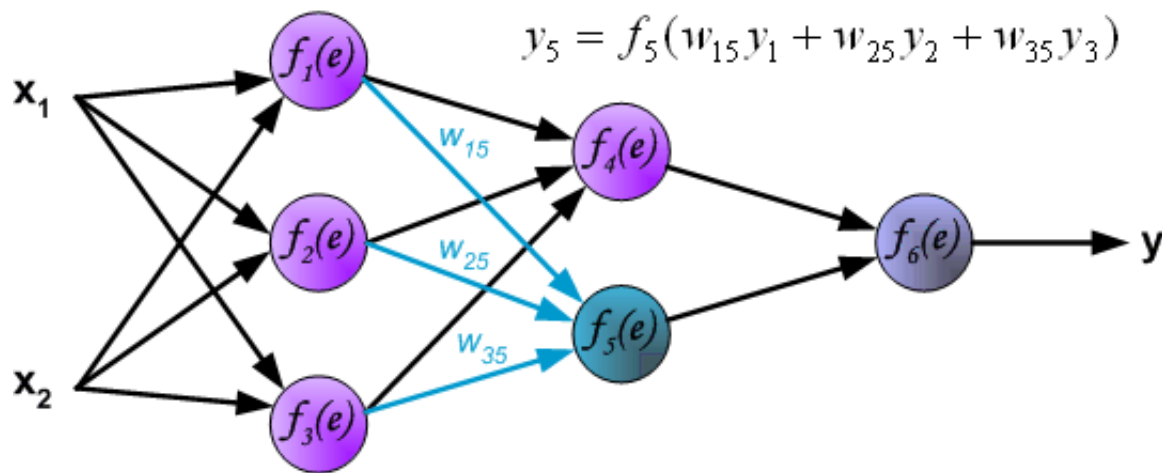 y₅ = f₅(w₁₅y₁ + w₂₅y₂ + w₃₅y₃)
f₁(e)
x₁
w₁₅
f₄(e)
f₂(e)
w₂₅
f₆(e)
y
f₅(e)
w₃₅
x₂
f₃(e)